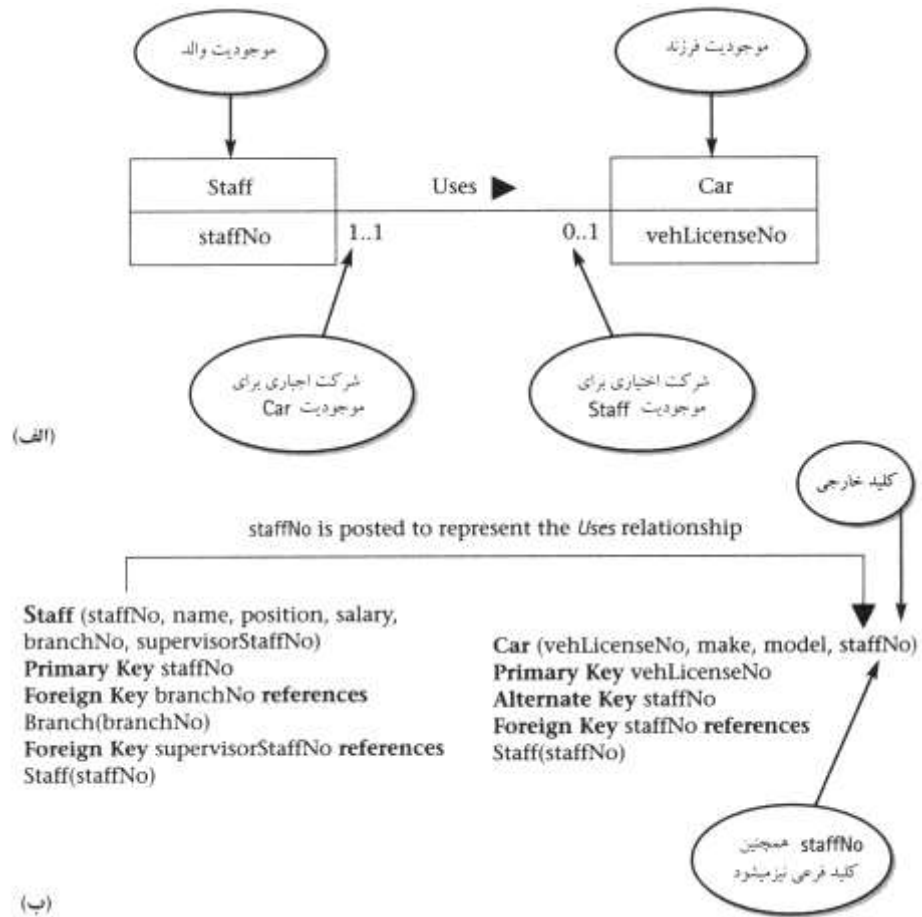 موجودیت والد
موجودیت فرزند
Staff
Uses
Car
staffNo
1..1
0..1
vehLicenseNo
شرکت اجباری برای
موجودیت Car
شرکت اختیاری برای
موجودیت Staff
(الف)
کلید خارجی
staffNo is posted to represent the Uses relationship
Staff (staffNo, name, position, salary,
branchNo, supervisorStaffNo)
Primary Key staffNo
Foreign Key branchNo references
Branch(branchNo)
Foreign Key supervisorStaffNo references
Staff(staffNo)
Car (vehLicenseNo, make, model, staffNo)
Primary Key vehLicenseNo
Alternate Key staffNo
Foreign Key staffNo references
Staff(staffNo)
staffNo همچنین
کلید فرعی نیزمیشود
(ب)